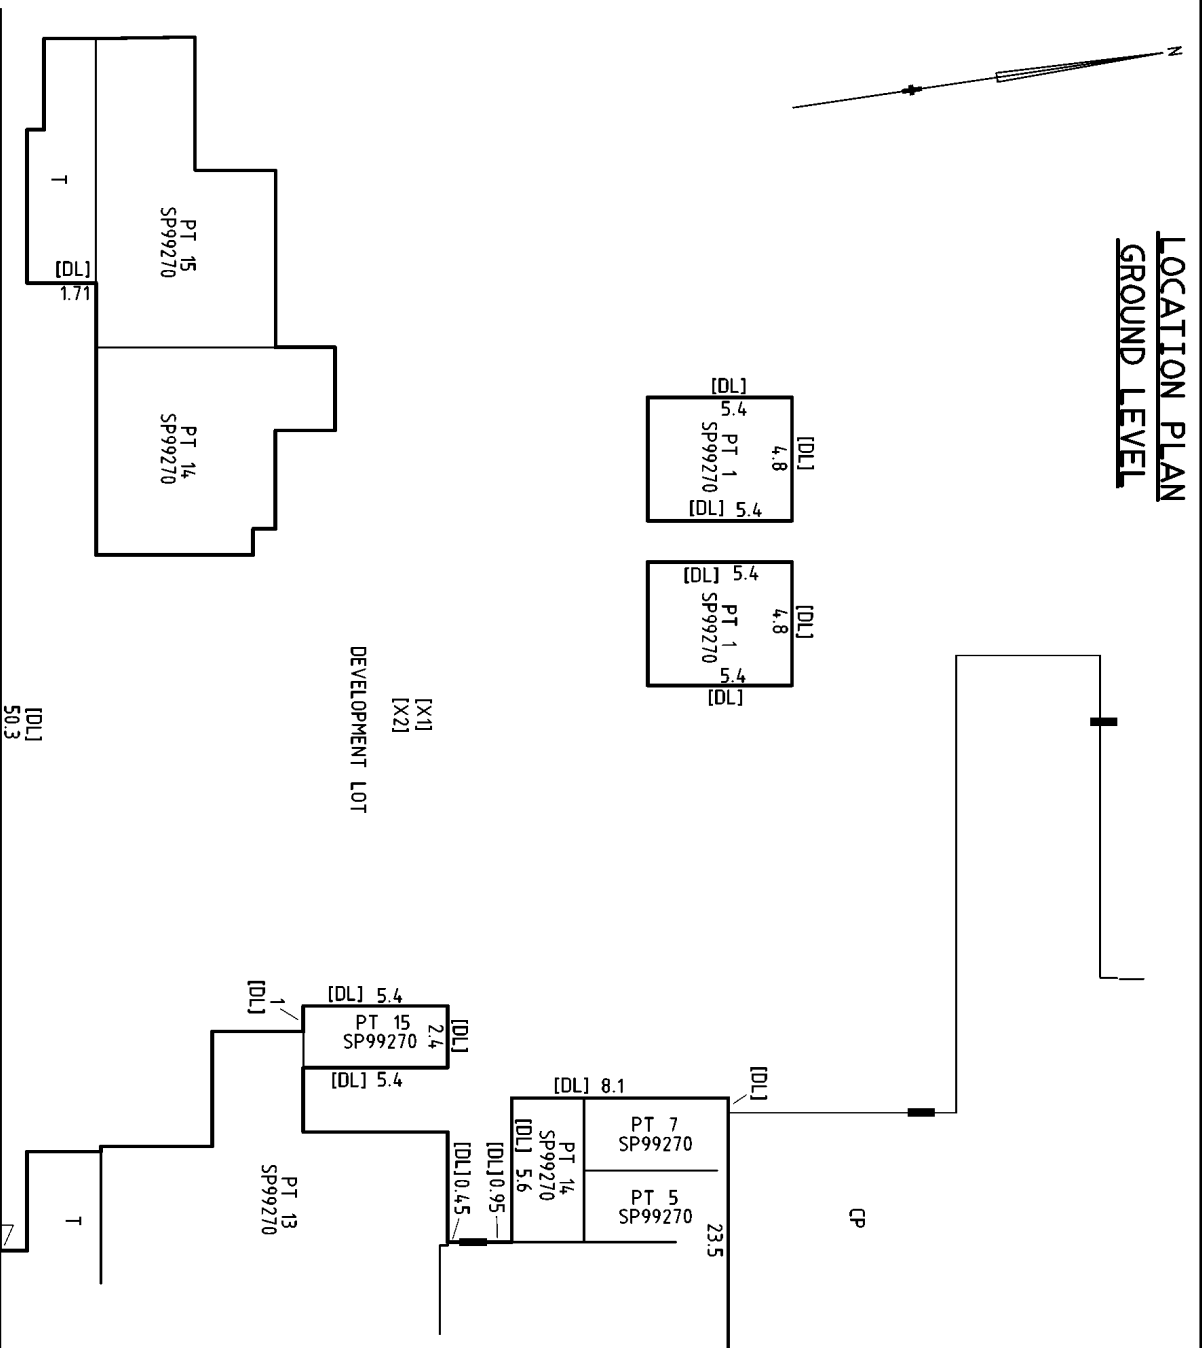 N
LOCATION PLAN
GROUND LEVEL
PT 15
SP99270
T
[DL]
1.71
PT 14
SP99270
[DL]
5.4
[DL]
4.8
PT 1
SP99270
[DL] 5.4
[DL] 5.4
[DL]
4.8
PT 1
SP99270
5.4
[DL]
[X1]
[X2]
DEVELOPMENT LOT
[DL]
50.3
[DL] 5.4
1
[DL]
PT 15
SP99270
[DL]
2.4
[DL] 5.4
[DL] 8.1
[DL]
PT 7
SP99270
PT 14
SP99270
[DL] 5.6
PT 5
SP99270
23.5
CP
[DL]0.95
[DL]0.45
PT 13
SP99270
T